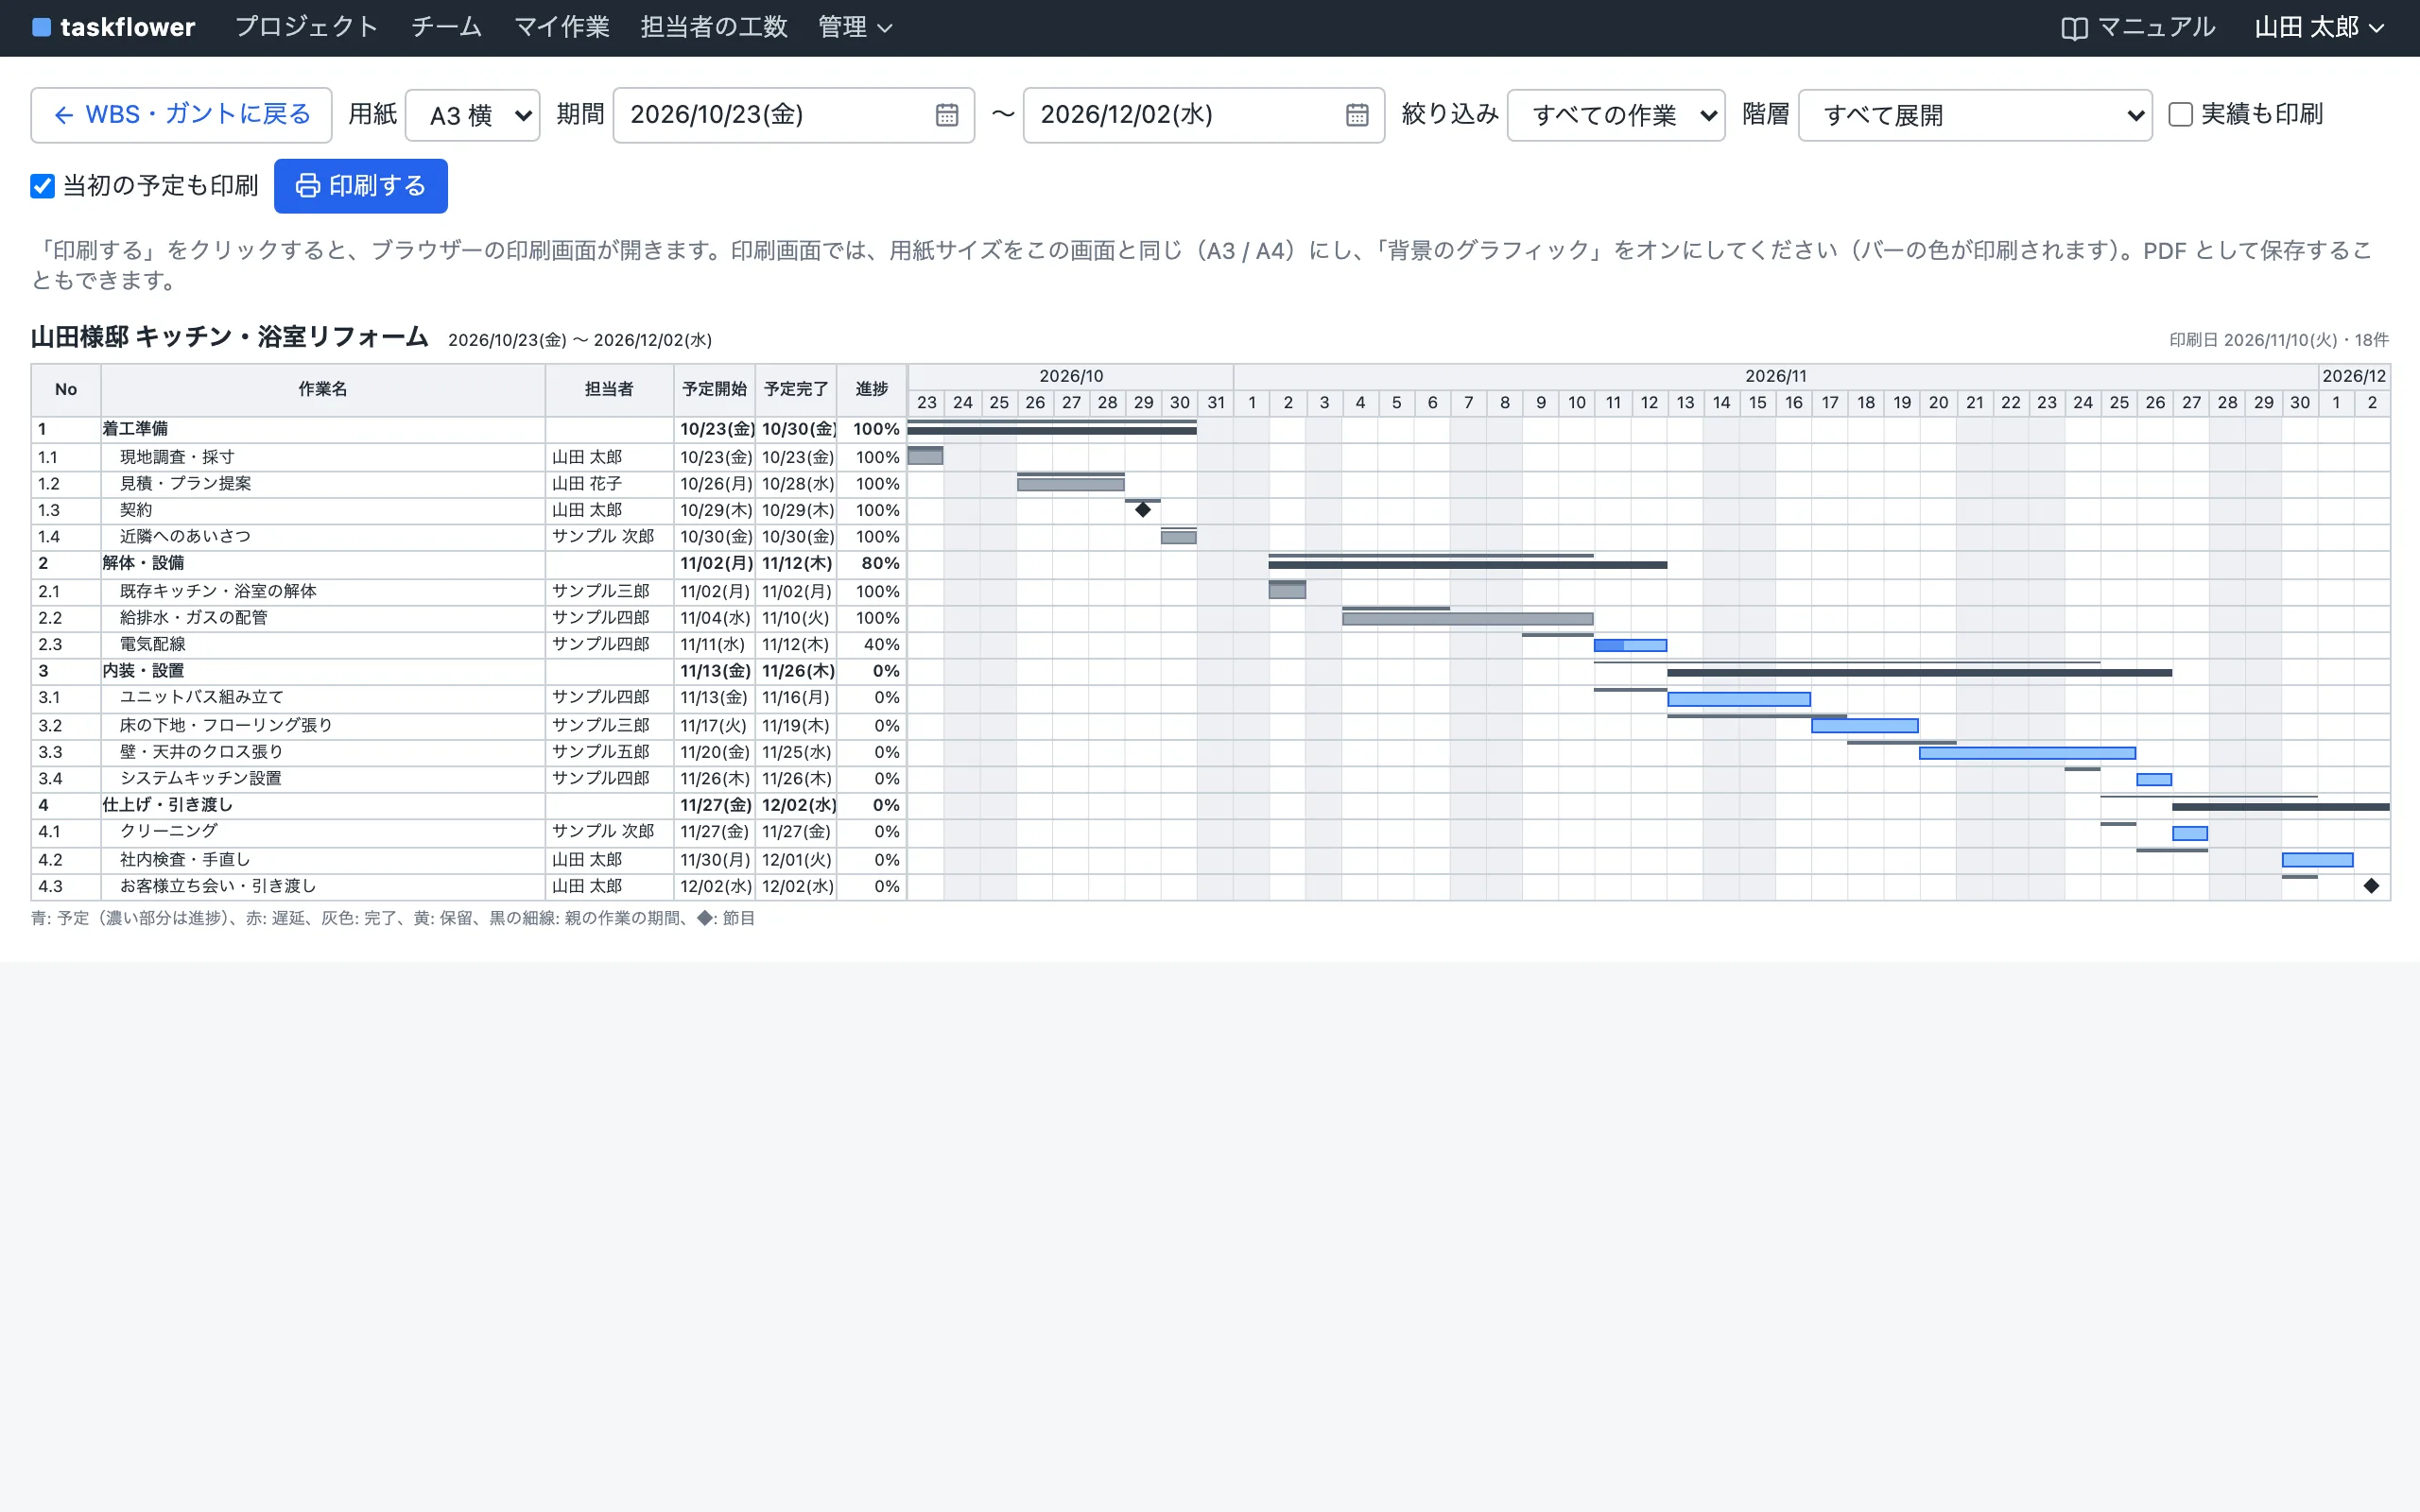 taskflower プロジェクト チーム マイ作業 担当者の工数 管理 マニュアル 山田 太郎
← WBS・ガントに戻る 用紙 A3 横 期間 2026/10/23(金) ～ 2026/12/02(水) 絞り込み すべての作業 階層 すべて展開 実績も印刷
当初の予定も印刷 印刷する
「印刷する」をクリックすると、ブラウザーの印刷画面が開きます。印刷画面では、用紙サイズをこの画面と同じ（A3 / A4）にし、「背景のグラフィック」をオンにしてください（バーの色が印刷されます）。PDF として保存するこ
ともできます。
山田様邸 キッチン・浴室リフォーム 2026/10/23(金) ～ 2026/12/02(水) 印刷日 2026/11/10(火)・18件
No 作業名 担当者 予定開始 予定完了 進捗 2026/10 2026/11 2026/12
23 24 25 26 27 28 29 30 31 1 2 3 4 5 6 7 8 9 10 11 12 13 14 15 16 17 18 19 20 21 22 23 24 25 26 27 28 29 30 1 2
1 着工準備 10/23(金) 10/30(金) 100%
1.1 現地調査・採寸 山田 太郎 10/23(金) 10/23(金) 100%
1.2 見積・プラン提案 山田 花子 10/26(月) 10/28(水) 100%
1.3 契約 山田 太郎 10/29(木) 10/29(木) 100%
1.4 近隣へのあいさつ サンプル 次郎 10/30(金) 10/30(金) 100%
2 解体・設備 11/02(月) 11/12(木) 80%
2.1 既存キッチン・浴室の解体 サンプル三郎 11/02(月) 11/02(月) 100%
2.2 給排水・ガスの配管 サンプル四郎 11/04(水) 11/10(火) 100%
2.3 電気配線 サンプル四郎 11/11(水) 11/12(木) 40%
3 内装・設置 11/13(金) 11/26(木) 0%
3.1 ユニットバス組み立て サンプル四郎 11/13(金) 11/16(月) 0%
3.2 床の下地・フローリング張り サンプル三郎 11/17(火) 11/19(木) 0%
3.3 壁・天井のクロス張り サンプル五郎 11/20(金) 11/25(水) 0%
3.4 システムキッチン設置 サンプル四郎 11/26(木) 11/26(木) 0%
4 仕上げ・引き渡し 11/27(金) 12/02(水) 0%
4.1 クリーニング サンプル 次郎 11/27(金) 11/27(金) 0%
4.2 社内検査・手直し 山田 太郎 11/30(月) 12/01(火) 0%
4.3 お客様立ち会い・引き渡し 山田 太郎 12/02(水) 12/02(水) 0%
青: 予定（濃い部分は進捗）、赤: 遅延、灰色: 完了、黄: 保留、黒の細線: 親の作業の期間、◆: 節目